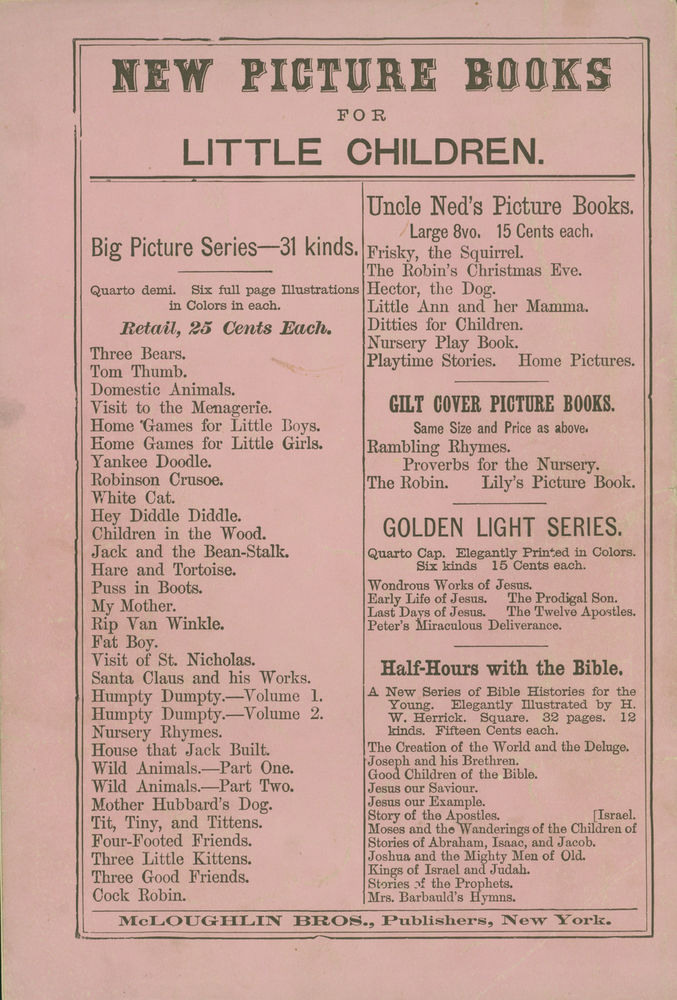 NEW PICTURE BOOKS
FOR
LITTLE CHILDREN.
Big Picture Series—31 kinds.
Quarto demi. Six full page Illustrations
in Colors in each.
Retail, 25 Cents Each.
Three Bears.
Tom Thumb.
Domestic Animals.
Visit to the Menagerie.
Home Games for Little Boys.
Home Games for Little Girls.
Yankee Doodle.
Robinson Crusoe.
White Cat.
Hey Diddle Diddle.
Children in the Wood.
Jack and the Bean-Stalk.
Hare and Tortoise.
Puss in Boots.
My Mother.
Rip Van Winkle.
Fat Boy.
Visit of St. Nicholas.
Santa Claus and his Works.
Humpty Dumpty.—Volume 1.
Humpty Dumpty.—Volume 2.
Nursery Rhymes.
House that Jack Built.
Wild Animals.—Part One.
Wild Animals.—Part Two.
Mother Hubbard's Dog.
Tit, Tiny, and Tittens.
Four-Footed Friends.
Three Little Kittens.
Three Good Friends.
Cock Robin.
Uncle Ned's Picture Books.
Large 8vo. 15 Cents each.
Frisky, the Squirrel.
The Robin's Christmas Eve.
Hector, the Dog.
Little Ann and her Mamma.
Ditties for Children.
Nursery Play Book.
Playtime Stories. Home Pictures.
GILT COVER PICTURE BOOKS.
Same Size and Price as above.
Rambling Rhymes.
Proverbs for the Nursery.
The Robin. Lily's Picture Book.
GOLDEN LIGHT SERIES.
Quarto Cap. Elegantly Printed in Colors.
Six kinds 15 Cents each.
Wondrous Works of Jesus.
Early Life of Jesus. The Prodigal Son.
Last Days of Jesus. The Twelve Apostles.
Peter's Miraculous Deliverance.
Half-Hours with the Bible.
A New Series of Bible Histories for the
Young. Elegantly Illustrated by H.
W. Herrick. Square. 32 pages. 12
kinds. Fifteen Cents each.
The Creation of the World and the Deluge.
Joseph and his Brethren.
Good Children of the Bible.
Jesus our Saviour.
Jesus our Example.
Story of the Apostles. [Israel.
Moses and the Wanderings of the Children of
Stories of Abraham, Isaac, and Jacob.
Joshua and the Mighty Men of Old.
Kings of Israel and Judah.
Stories of the Prophets.
Mrs. Barbauld's Hymns.
McLOUGHLIN BROS., Publishers, New York.